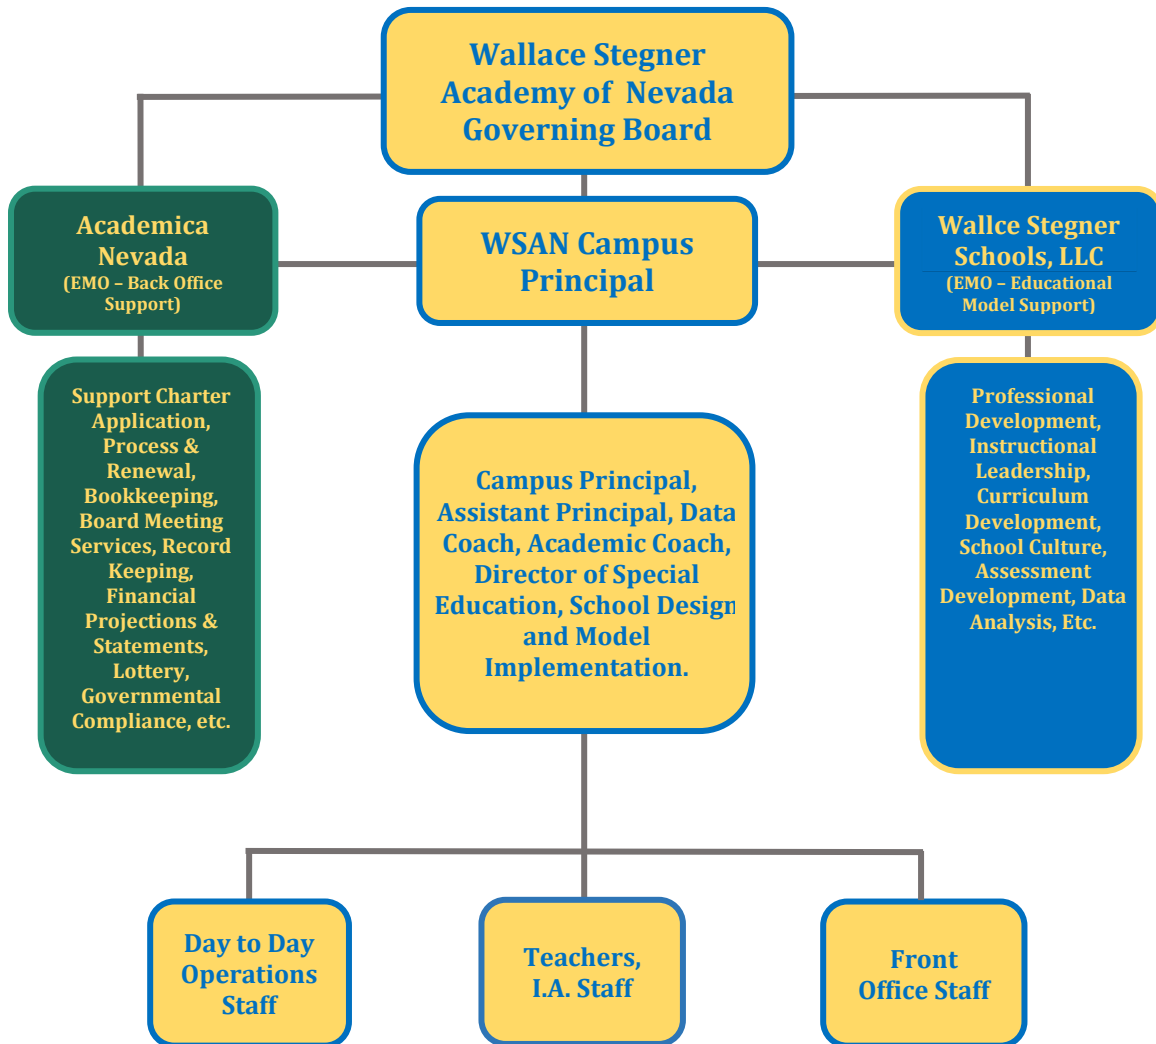 Wallace Stegner
Academy of Nevada
Governing Board
Academica
Nevada
(EMO – Back Office
Support)
WSAN Campus
Principal
Wallce Stegner
Schools, LLC
(EMO – Educational
Model Support)
Support Charter
Application,
Process &
Renewal,
Bookkeeping,
Board Meeting
Services, Record
Keeping,
Financial
Projections &
Statements,
Lottery,
Governmental
Compliance, etc.
Campus Principal,
Assistant Principal, Data
Coach, Academic Coach,
Director of Special
Education, School Design
and Model
Implementation.
Professional
Development,
Instructional
Leadership,
Curriculum
Development,
School Culture,
Assessment
Development, Data
Analysis, Etc.
Day to Day
Operations
Staff
Teachers,
I.A. Staff
Front
Office Staff